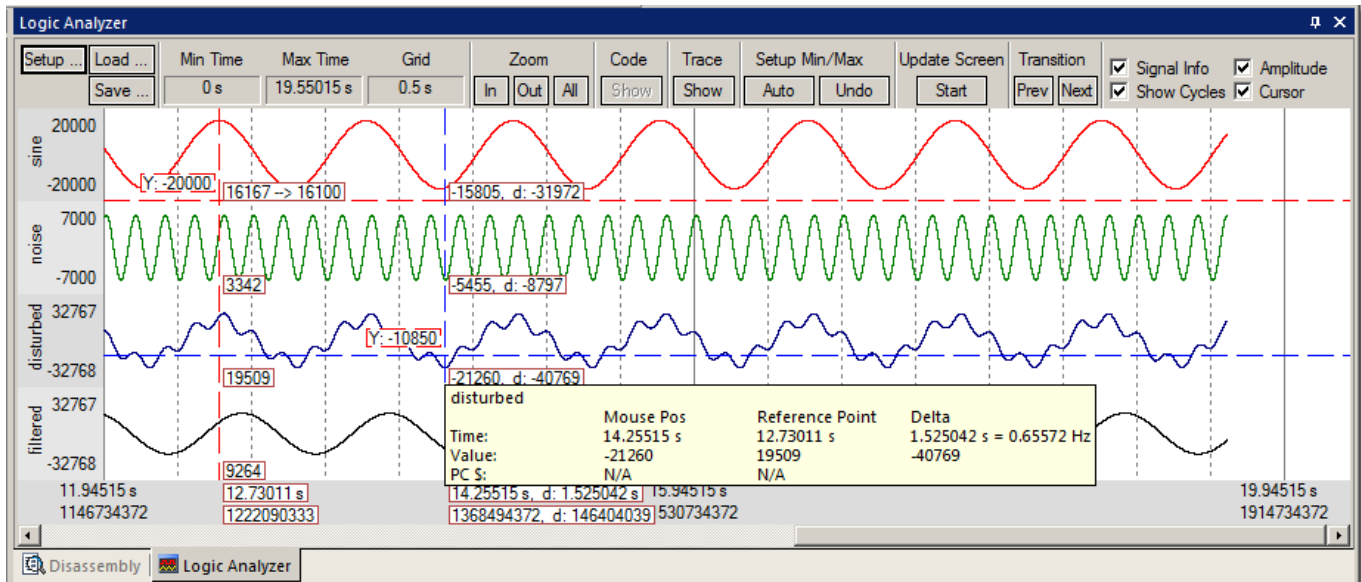 Logic Analyzer
Setup ... Load ... Min Time Max Time Grid Zoom Code Trace Setup Min/Max Update Screen Transition Signal Info Amplitude
Save ... 0 s 19.55015 s 0.5 s In Out All Show Show Auto Undo Start Prev Next Show Cycles Cursor
sine
20000
-20000
Y: -20000
16167 --> 16100
-15805, d: -31972
noise
7000
-7000
3342
-5455, d: -8797
disturbed
32767
-32768
Y: -10850
19509
-21260, d: -40769
filtered
32767
-32768
9264
disturbed
Mouse Pos Reference Point Delta
Time: 14.25515 s 12.73011 s 1.525042 s = 0.65572 Hz
Value: -21260 19509 -40769
PC $: N/A N/A
11.94515 s 12.73011 s 14.25515 s, d: 1.525042 s 15.94515 s 19.94515 s
1146734372 1222090333 1368494372, d: 146404039 530734372 1914734372
Disassembly Logic Analyzer